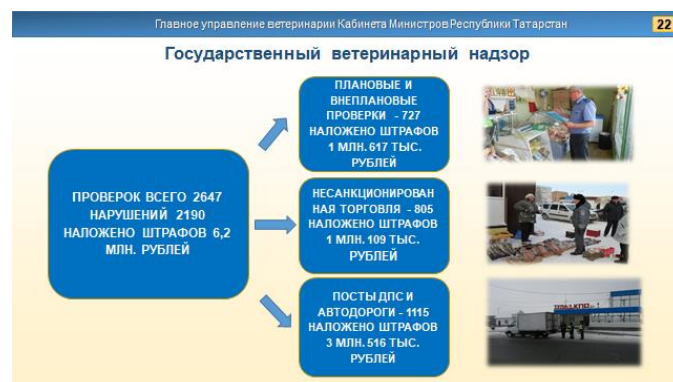 Главное управление ветеринарии Кабинета Министров Республики Татарстан
22
Государственный ветеринарный надзор
ПРОВЕРОК ВСЕГО 2647
НАРУШЕНИЙ 2190
НАЛОЖЕНО ШТРАФОВ 6,2
МЛН. РУБЛЕЙ
ПЛАНОВЫЕ И
ВНЕПЛАНОВЫЕ
ПРОВЕРКИ - 727
НАЛОЖЕНО ШТРАФОВ
1 МЛН. 617 ТЫС.
РУБЛЕЙ
НЕСАНКЦИОНИРОВАН
НАЯ ТОРГОВЛЯ - 805
НАЛОЖЕНО ШТРАФОВ
1 МЛН. 109 ТЫС.
РУБЛЕЙ
ПОСТЫ ДПС И
АВТОДОРОГИ - 1115
НАЛОЖЕНО ШТРАФОВ
3 МЛН. 516 ТЫС.
РУБЛЕЙ